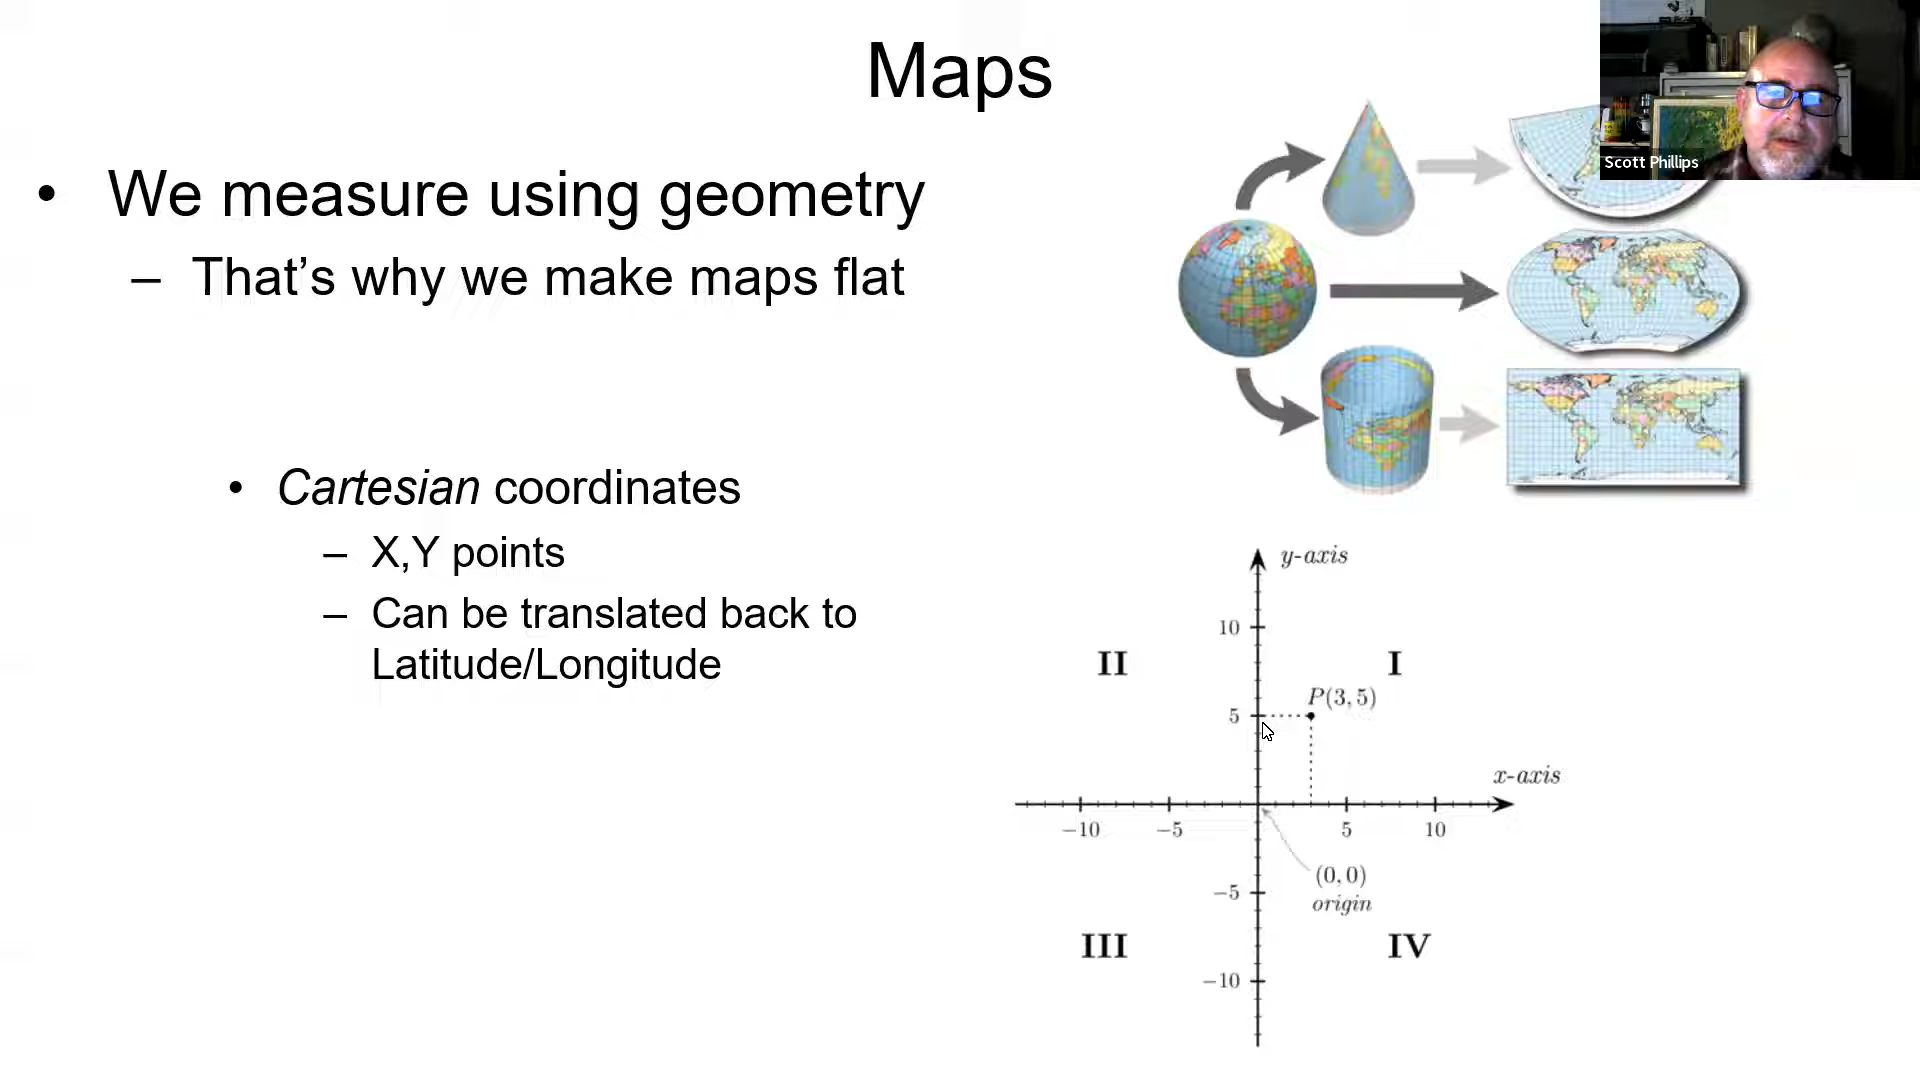 Maps
Scott Phillips
• We measure using geometry
– That’s why we make maps flat
• Cartesian coordinates
– X,Y points
– Can be translated back to
Latitude/Longitude
y-axis
10
II
I
P(3,5)
5
x-axis
−10
−5
5
10
(0,0)
−5
origin
III
IV
−10